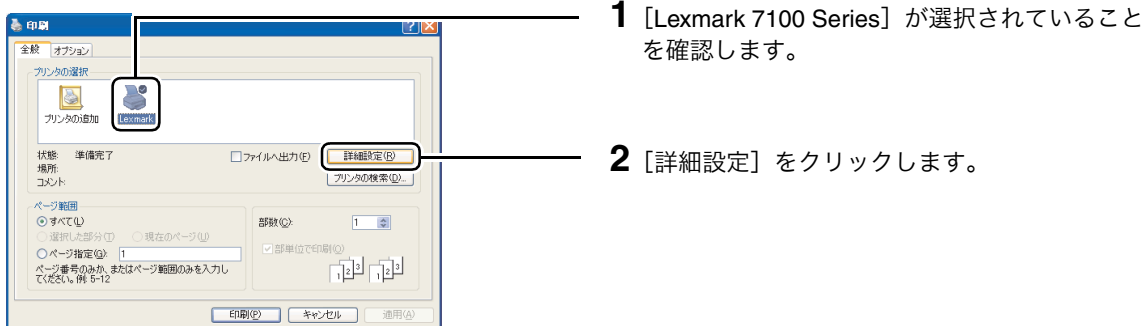 印刷
全般 オプション
プリンタの選択
プリンタの追加 Lexmark
状態: 準備完了
場所:
コメント:
ファイルへ出力(F) 詳細設定(R)
プリンタの検索(D)...
ページ範囲
すべて(L)
選択した部分(T) 現在のページ(U)
ページ指定(G): 1
ページ番号のみか、またはページ範囲のみを入力し
てください。例: 5-12
部数(C): 1
部単位で印刷(O)
1 2 3 1 2 3
印刷(P) キャンセル 適用(A)
1 [Lexmark 7100 Series] が選択されていること
を確認します。
2 [詳細設定] をクリックします。